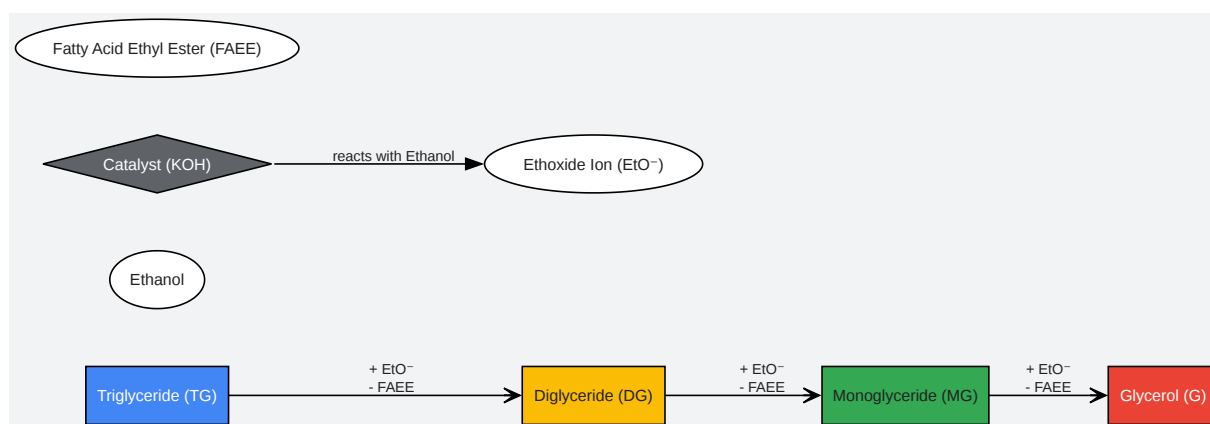 Fatty Acid Ethyl Ester (FAEE)
Catalyst (KOH)
reacts with Ethanol
Ethoxide Ion (EtO⁻)
Ethanol
Triglyceride (TG)
+ EtO⁻
- FAEE
Diglyceride (DG)
+ EtO⁻
- FAEE
Monoglyceride (MG)
+ EtO⁻
- FAEE
Glycerol (G)